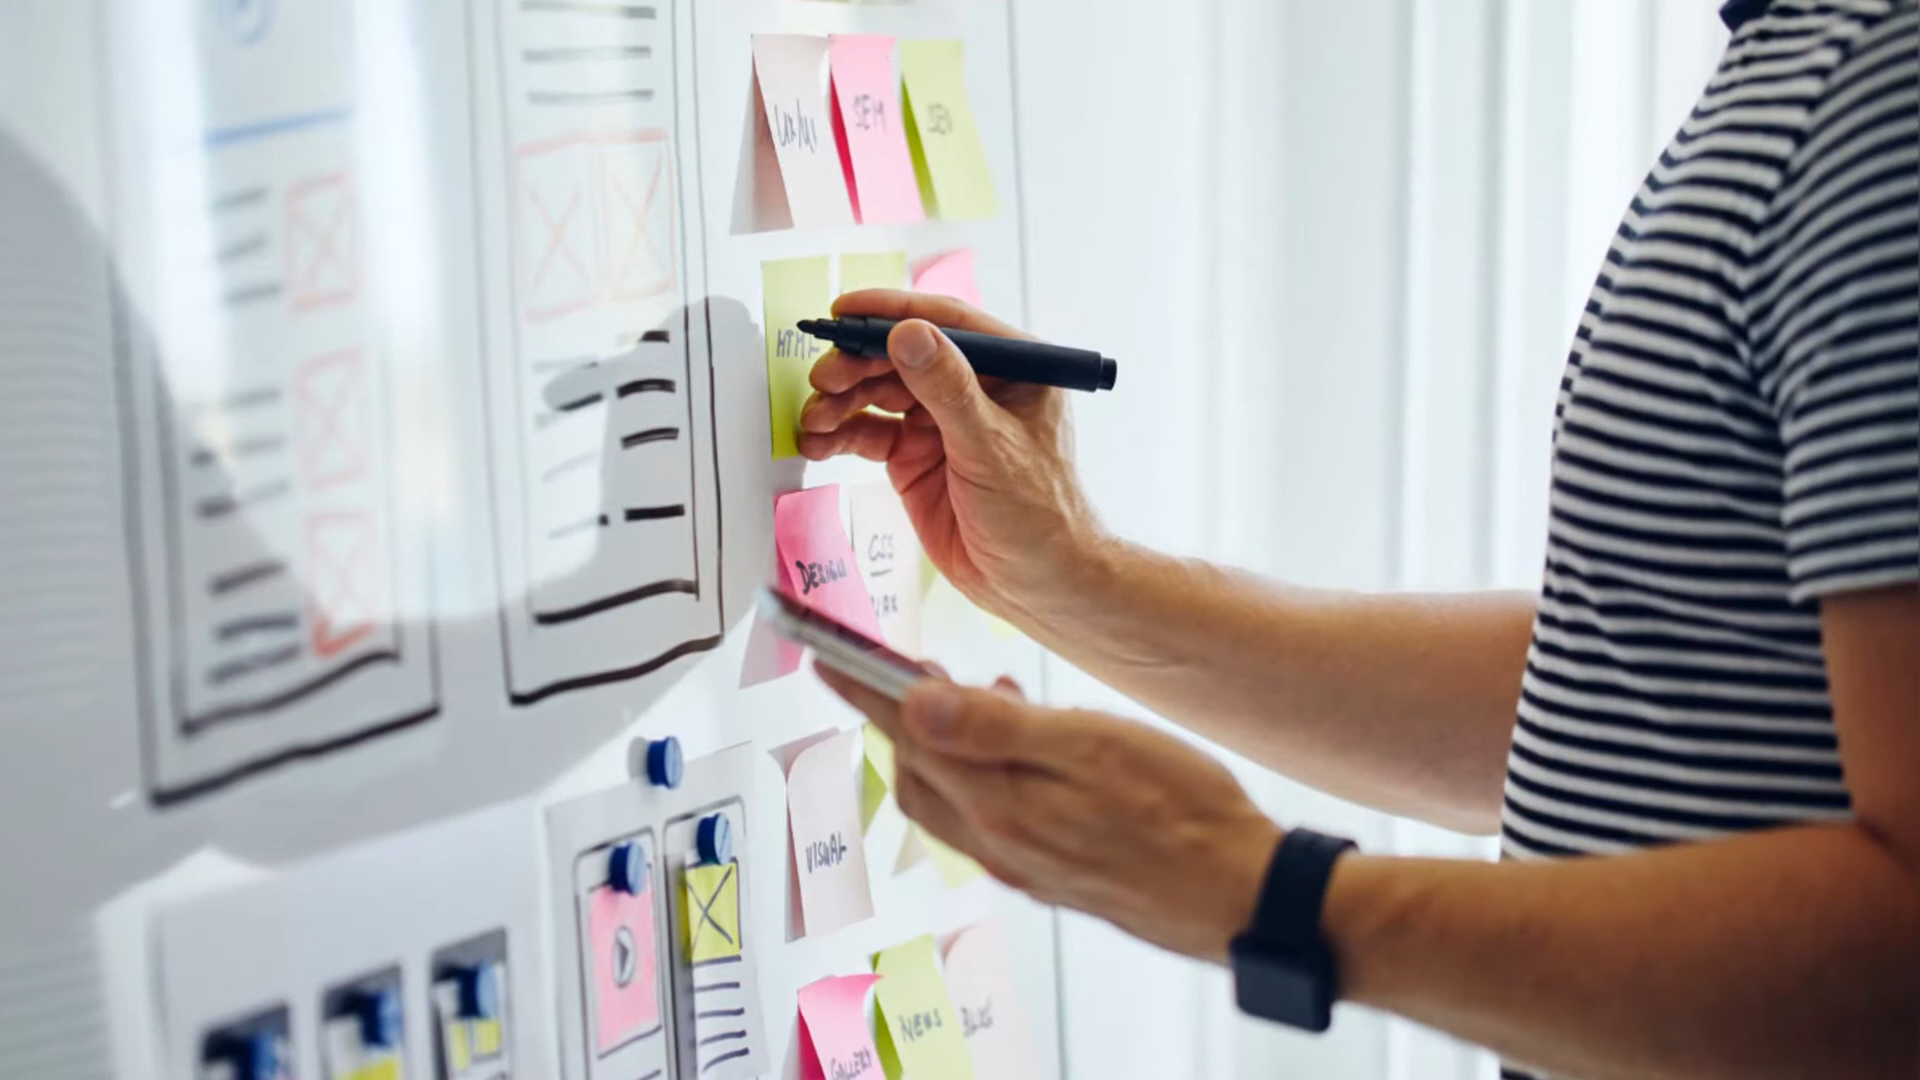 UX/UI
SEM
SEO
HTML
DESIGN
CSS
VISUAL
GALLERY
NEWS
BLOG